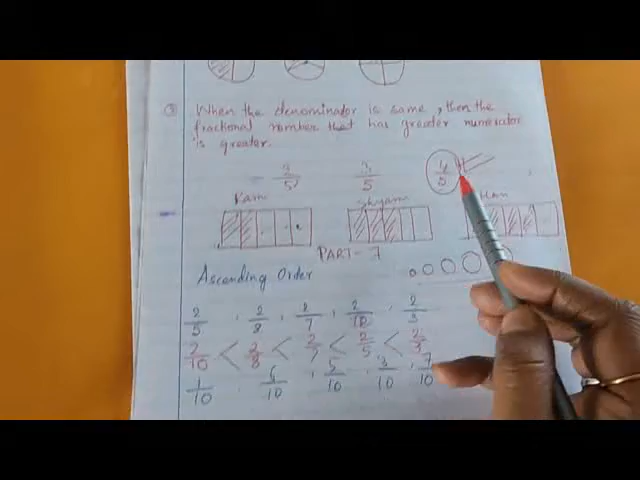 ③ When the denominator is same, then the
fractional number that has greater numerator
is greater.
2/5 3/5 4/5
Ram Shyam Hari
PART-7
Ascending Order
2/5, 2/8, 2/7, 2/10, 2/3
2/10 < 2/8 < 2/7 < 2/5 < 2/3
1/10, 6/10, 5/10, 3/10, 7/10